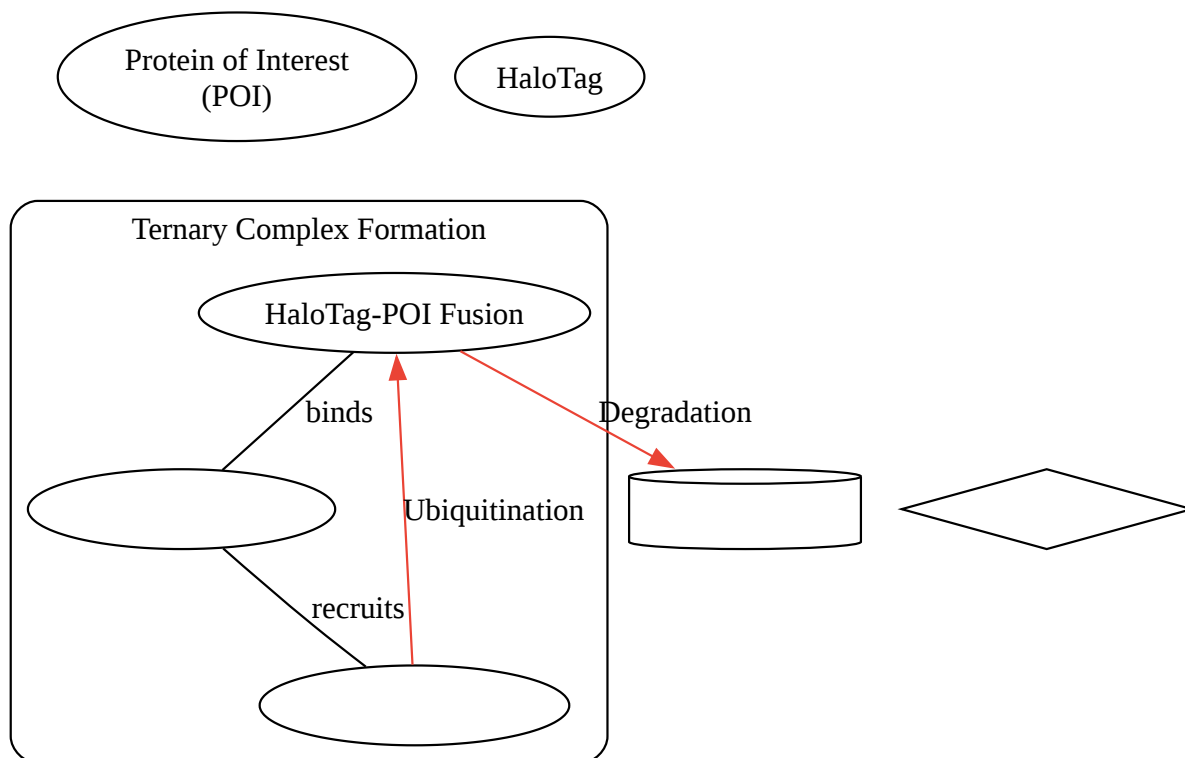 Protein of Interest
(POI)
HaloTag
Ternary Complex Formation
HaloTag-POI Fusion
binds
Degradation
Ubiquitination
recruits